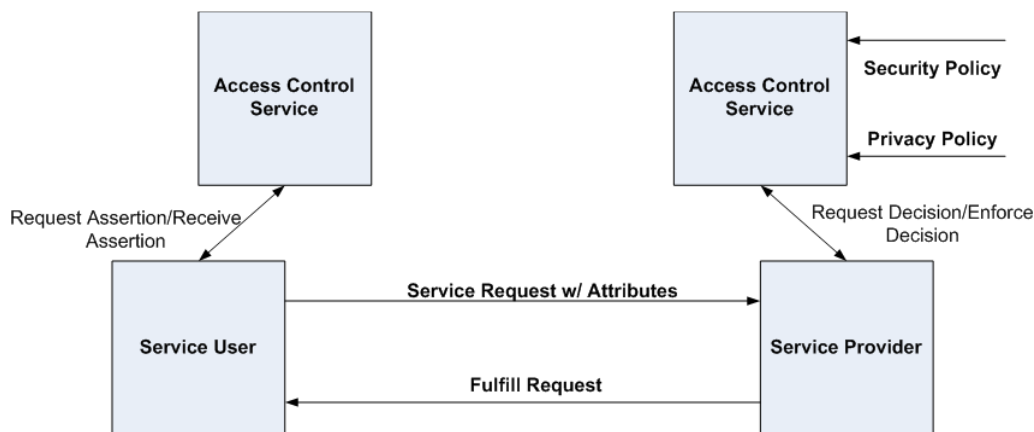 Access Control
Service
Access Control
Service
Security Policy
Privacy Policy
Request Assertion/Receive
Assertion
Request Decision/Enforce
Decision
Service Request w/ Attributes
Service User
Service Provider
Fulfill Request